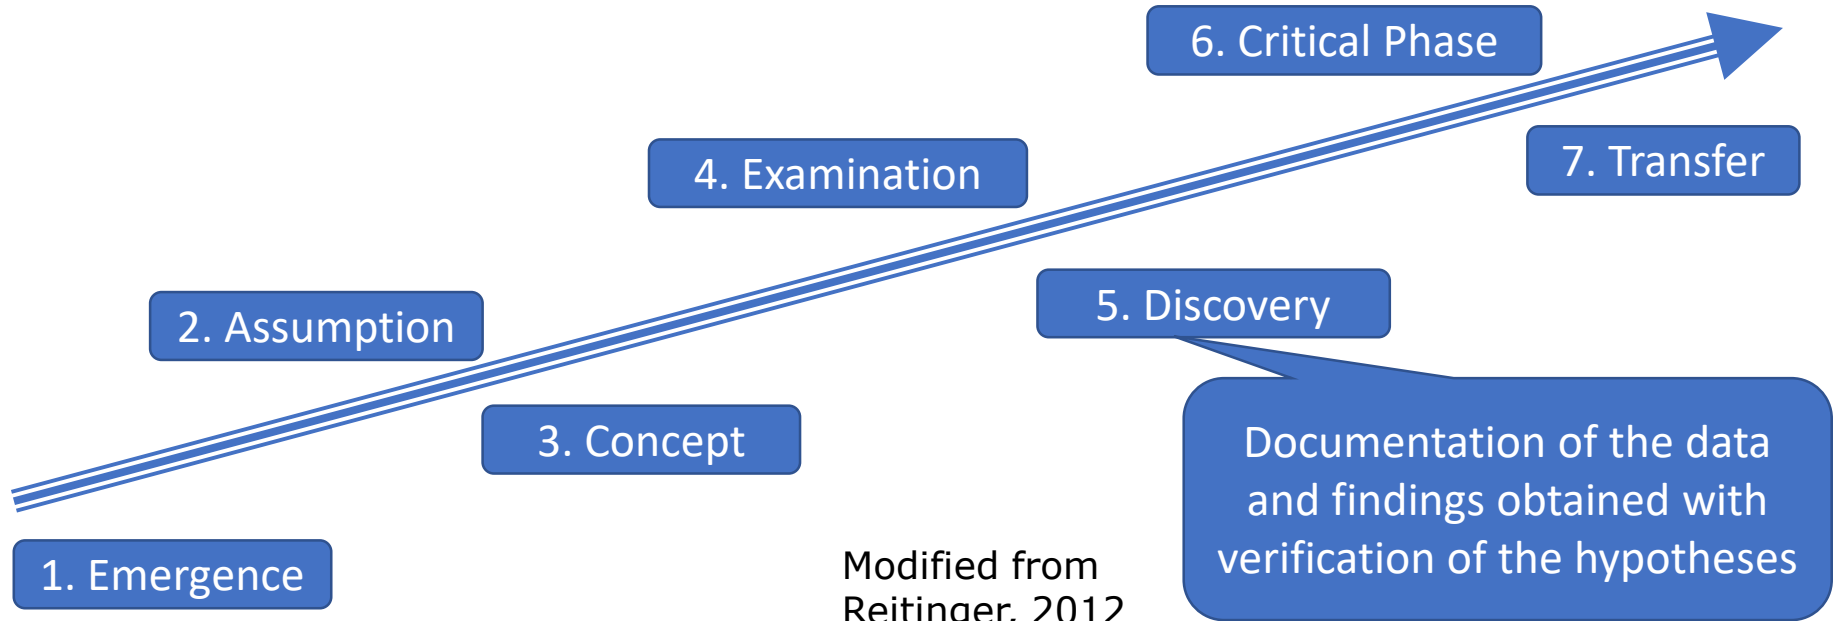 6. Critical Phase
7. Transfer
4. Examination
5. Discovery
2. Assumption
3. Concept
Documentation of the data
and findings obtained with
verification of the hypotheses
1. Emergence
Modified from
Reitinger, 2012